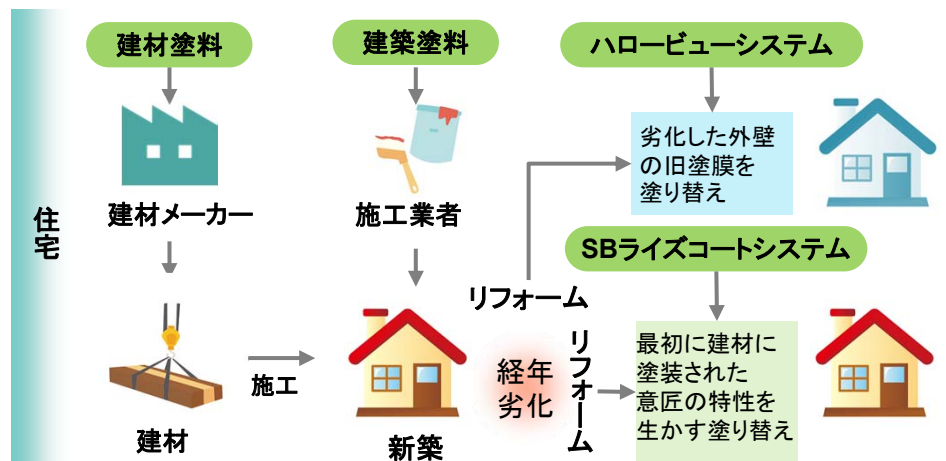 住宅
建材塗料
建材メーカー
建材
施工
建築塗料
施工業者
新築
経年
劣化
リフォーム
リフォーム
ハロービューシステム
劣化した外壁
の旧塗膜を
塗り替え
SBライズコートシステム
最初に建材に
塗装された
意匠の特性を
生かす塗り替え